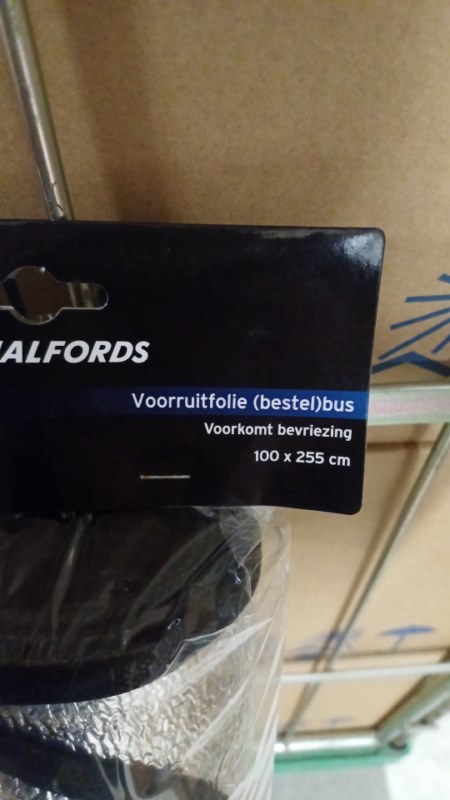 HALFORDS
Voorruitfolie (bestel)bus
Voorkomt bevriezing
100 x 255 cm